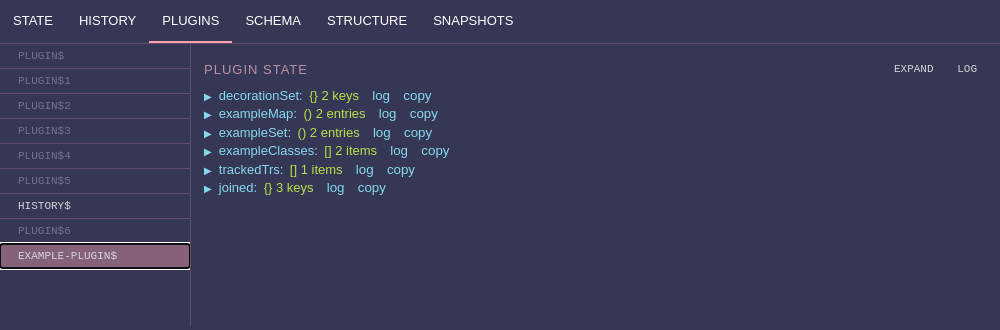 STATE HISTORY PLUGINS SCHEMA STRUCTURE SNAPSHOTS
PLUGIN$
PLUGIN$1
PLUGIN$2
PLUGIN$3
PLUGIN$4
PLUGIN$5
HISTORY$
PLUGIN$6
EXAMPLE-PLUGIN$
PLUGIN STATE EXPAND LOG
▶ decorationSet: {} 2 keys log copy
▶ exampleMap: () 2 entries log copy
▶ exampleSet: () 2 entries log copy
▶ exampleClasses: [] 2 items log copy
▶ trackedTrs: [] 1 items log copy
▶ joined: {} 3 keys log copy